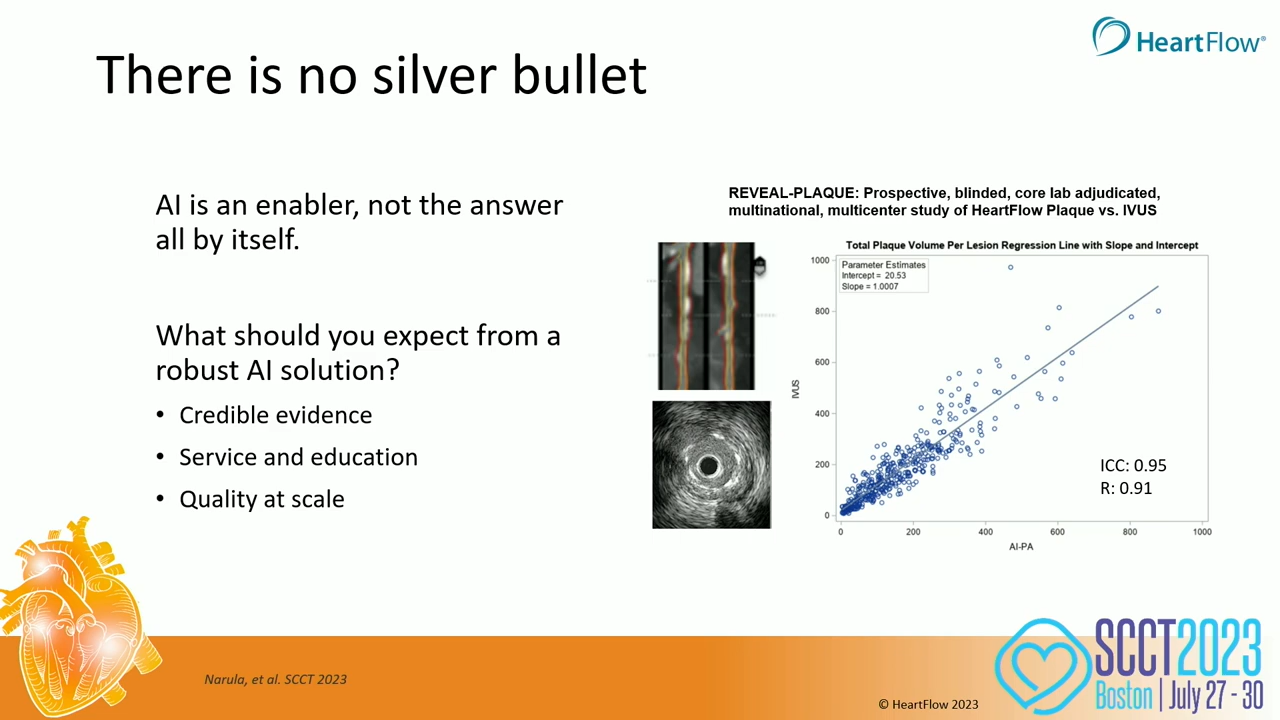 HeartFlow®
There is no silver bullet
AI is an enabler, not the answer
all by itself.
What should you expect from a
robust AI solution?
• Credible evidence
• Service and education
• Quality at scale
REVEAL-PLAQUE: Prospective, blinded, core lab adjudicated,
multinational, multicenter study of HeartFlow Plaque vs. IVUS
Total Plaque Volume Per Lesion Regression Line with Slope and Intercept
Parameter Estimates
Intercept = 20.53
Slope = 1.0007
1000
800
600
400
200
0
IVUS
ICC: 0.95
R: 0.91
0 200 400 600 800 1000
AI-PA
Narula, et al. SCCT 2023
© HeartFlow 2023
SCCT2023
Boston | July 27 - 30